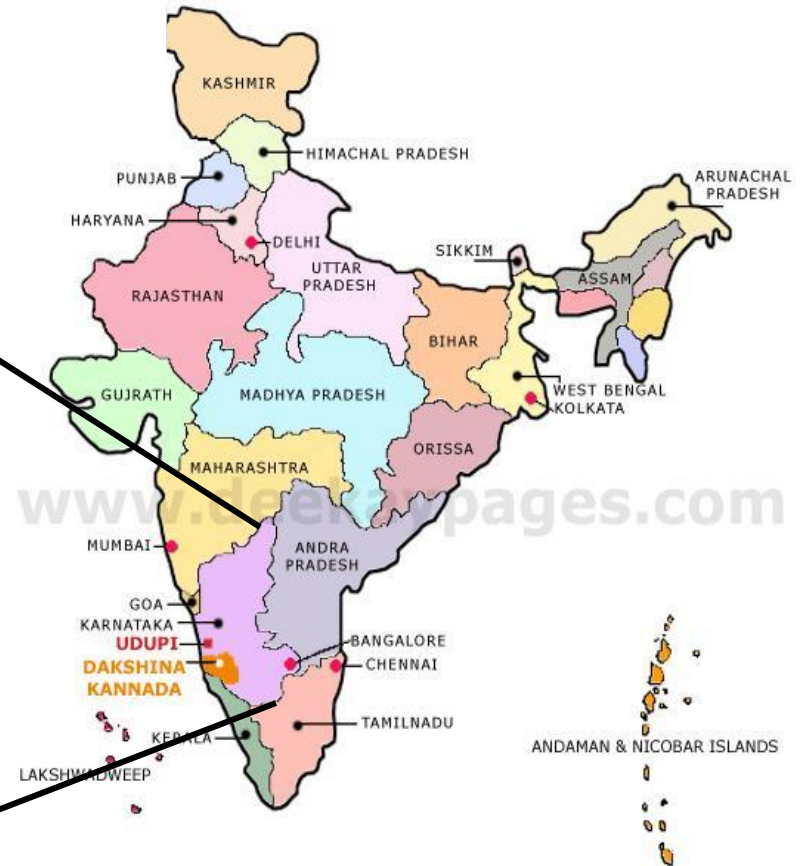 KASHMIR
HIMACHAL PRADESH
PUNJAB
ARUNACHAL
PRADESH
HARYANA
DELHI
SIKKIM
UTTAR
PRADESH
ASSAM
RAJASTHAN
BIHAR
GUJRATH
MADHYA PRADESH
WEST BENGAL
KOLKATA
ORISSA
MAHARASHTRA
www.deekaypages.com
MUMBAI
ANDRA
PRADESH
GOA
KARNATAKA
UDUPI
BANGALORE
DAKSHINA
KANNADA
CHENNAI
TAMILNADU
KERALA
ANDAMAN & NICOBAR ISLANDS
LAKSHWADWEEP